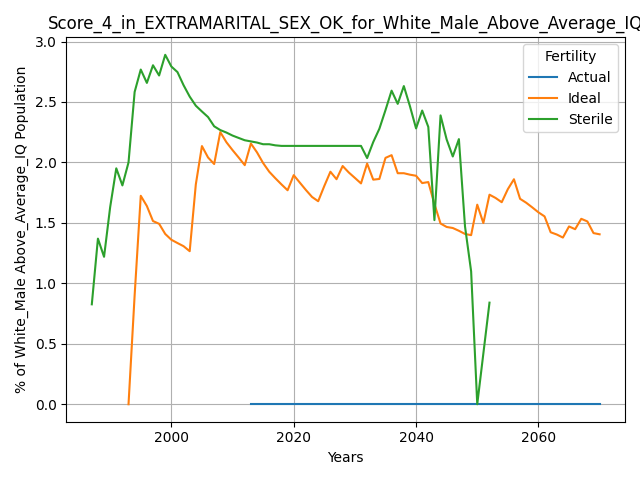 Score_4_in_EXTRAMARITAL_SEX_OK_for_White_Male_Above_Average_IQ
3.0
2.5
2.0
1.5
1.0
0.5
0.0
% of White_Male Above_Average_IQ Population
Fertility
Actual
Ideal
Sterile
2000
2020
2040
2060
Years